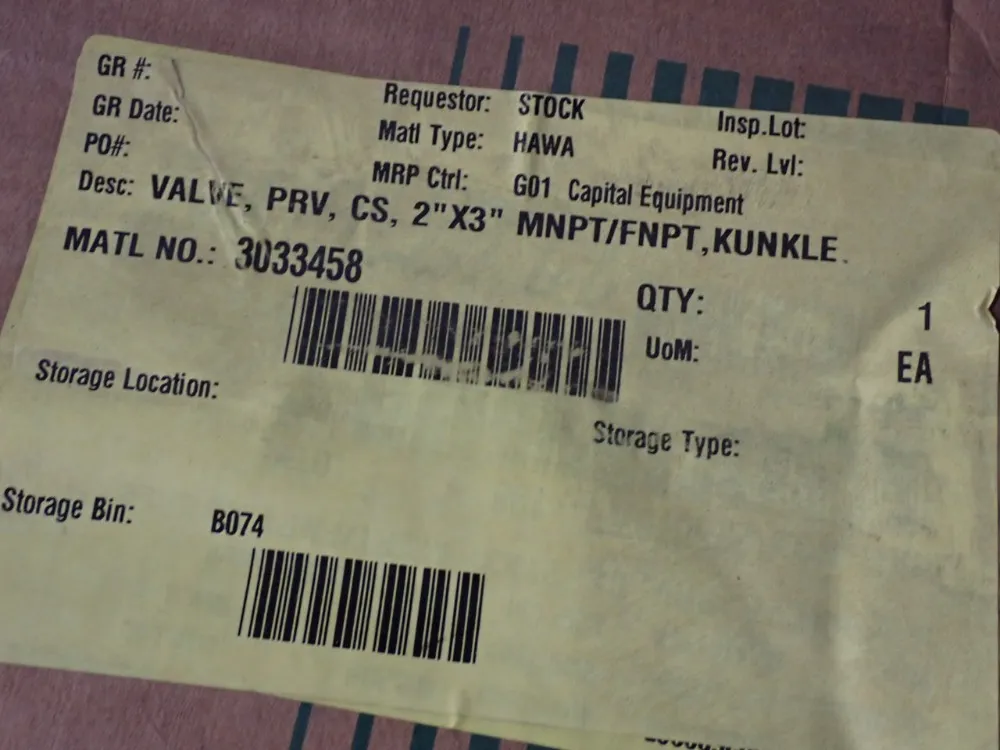 GR #:
Requestor: STOCK Insp.Lot:
GR Date:
Matl Type: HAWA Rev. Lvl:
PO#:
MRP Ctrl: G01 Capital Equipment
Desc: VALVE, PRV, CS, 2"X3" MNPT/FNPT,KUNKLE.
MATL NO.: 3033458
QTY: 1
UoM: EA
Storage Location:
Storage Type:
Storage Bin: B074